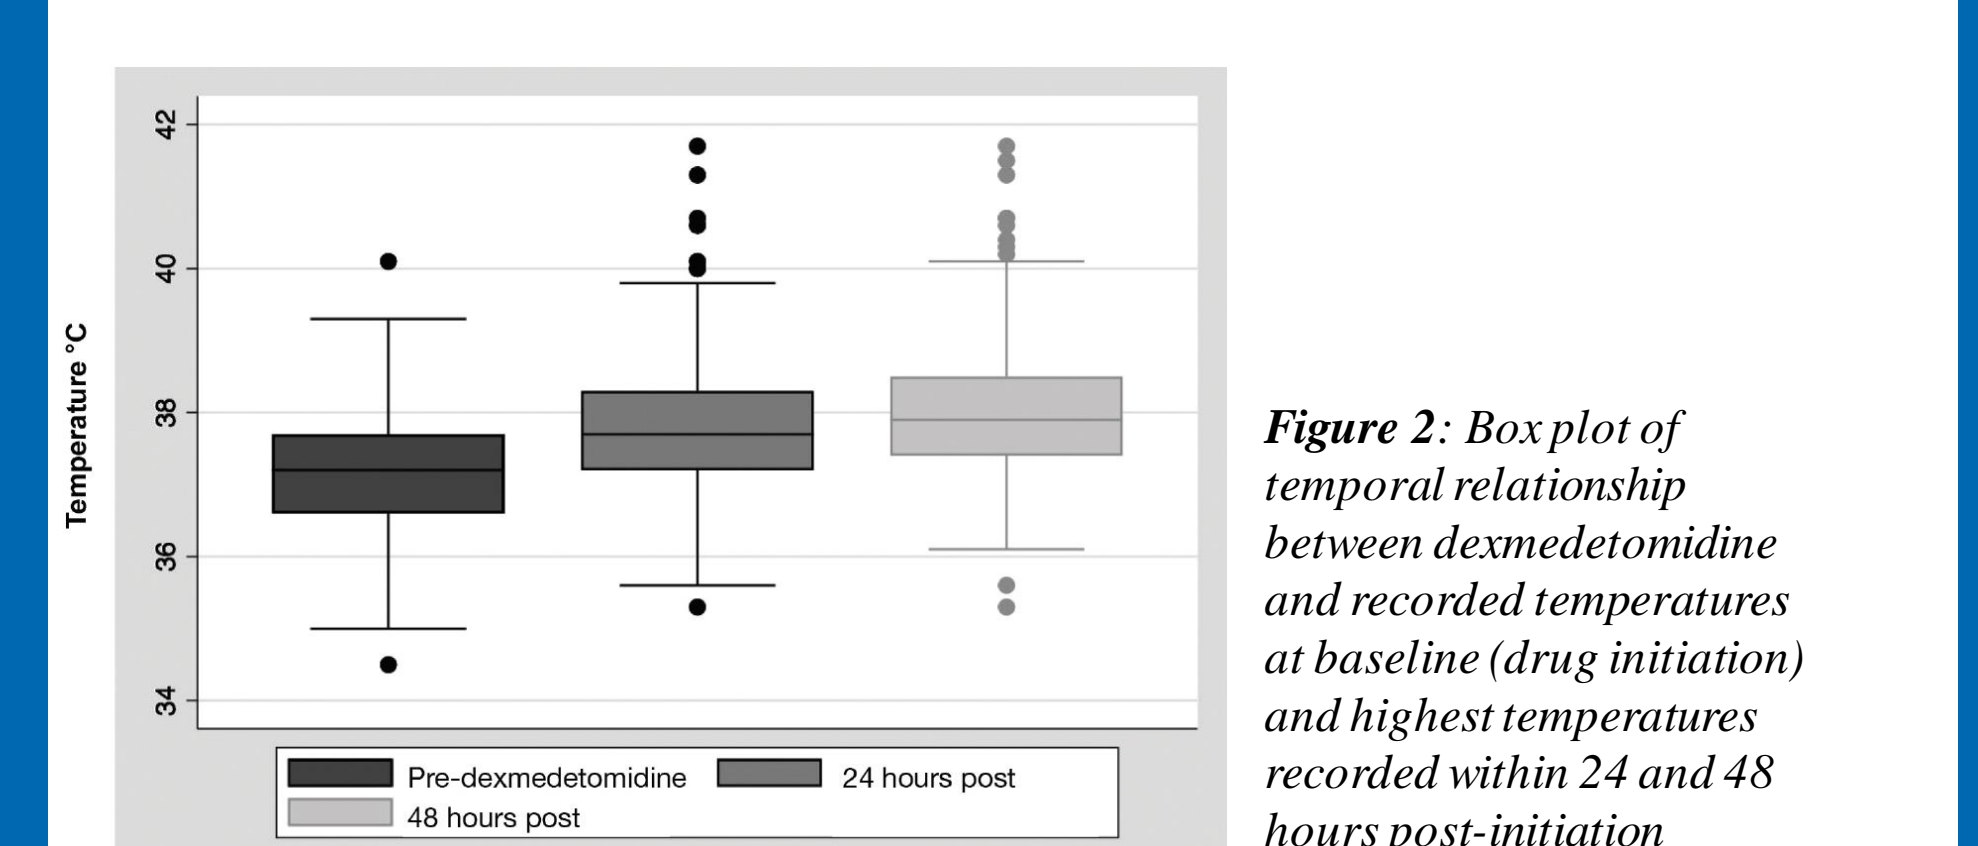 42
40
38
36
34
Temperature °C
Pre-dexmedetomidine
24 hours post
48 hours post
Figure 2: Box plot of
temporal relationship
between dexmedetomidine
and recorded temperatures
at baseline (drug initiation)
and highest temperatures
recorded within 24 and 48
hours post-initiation